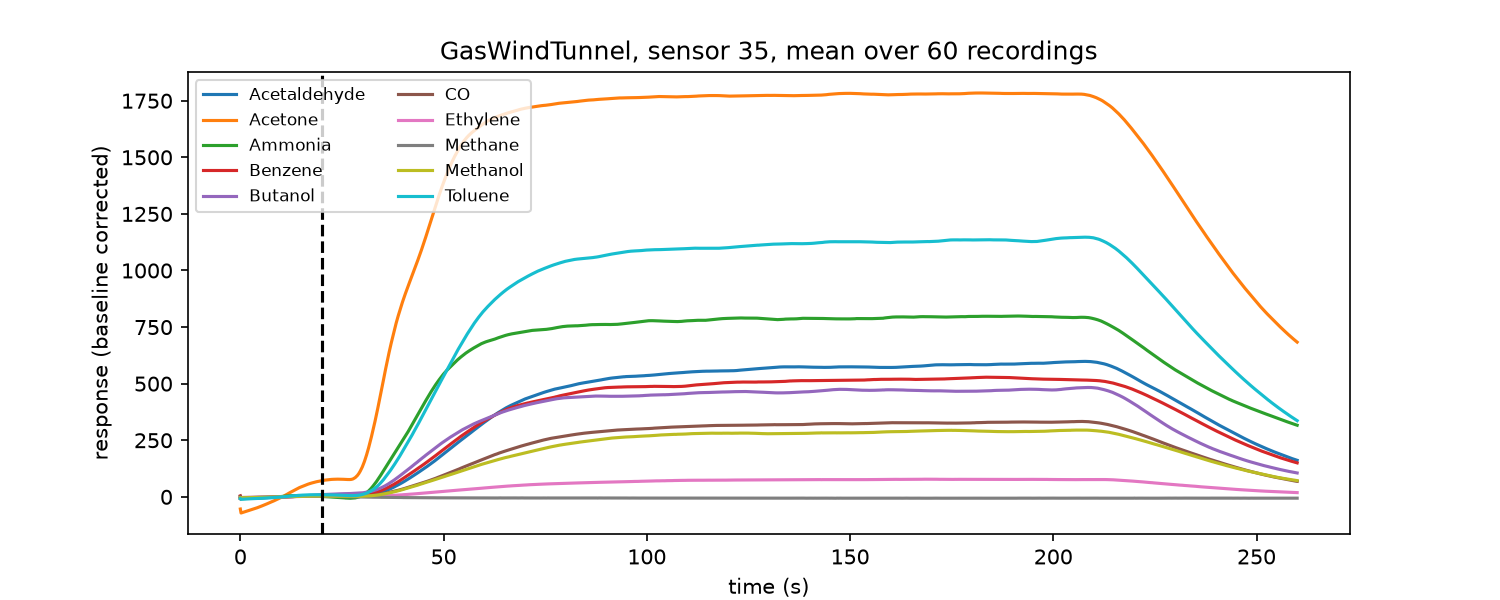 GasWindTunnel, sensor 35, mean over 60 recordings
response (baseline corrected)
1750
1500
1250
1000
750
500
250
0
Acetaldehyde
Acetone
Ammonia
Benzene
Butanol
CO
Ethylene
Methane
Methanol
Toluene
0 50 100 150 200 250
time (s)